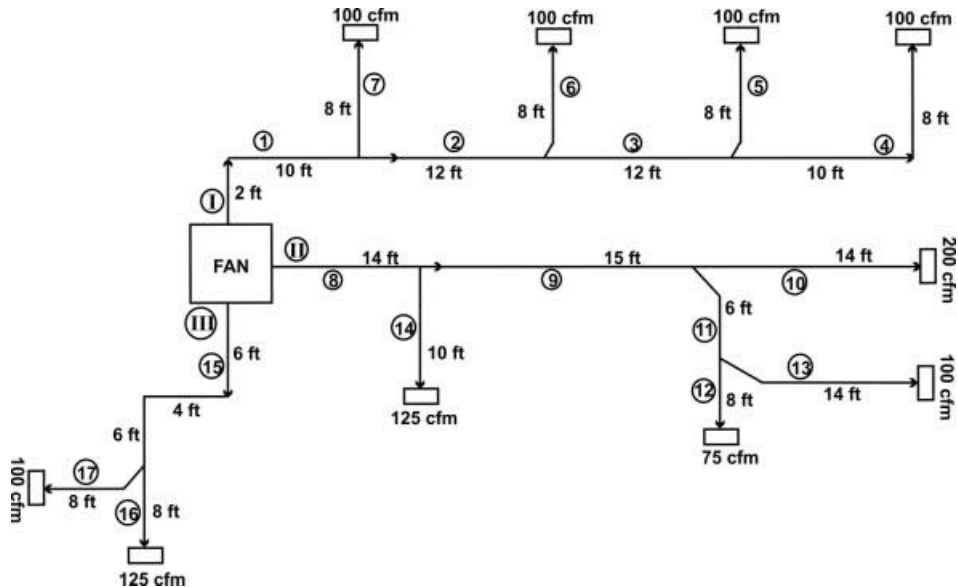 100 cfm
100 cfm
100 cfm
100 cfm
7
6
5
8 ft
8 ft
8 ft
8 ft
1
2
3
4
10 ft
12 ft
12 ft
10 ft
I
2 ft
FAN
II
14 ft
15 ft
14 ft
200 cfm
8
9
10
III
6 ft
14
11
15
6 ft
10 ft
13
100 cfm
4 ft
12
8 ft
14 ft
125 cfm
6 ft
75 cfm
100 cfm
17
8 ft
16
8 ft
125 cfm